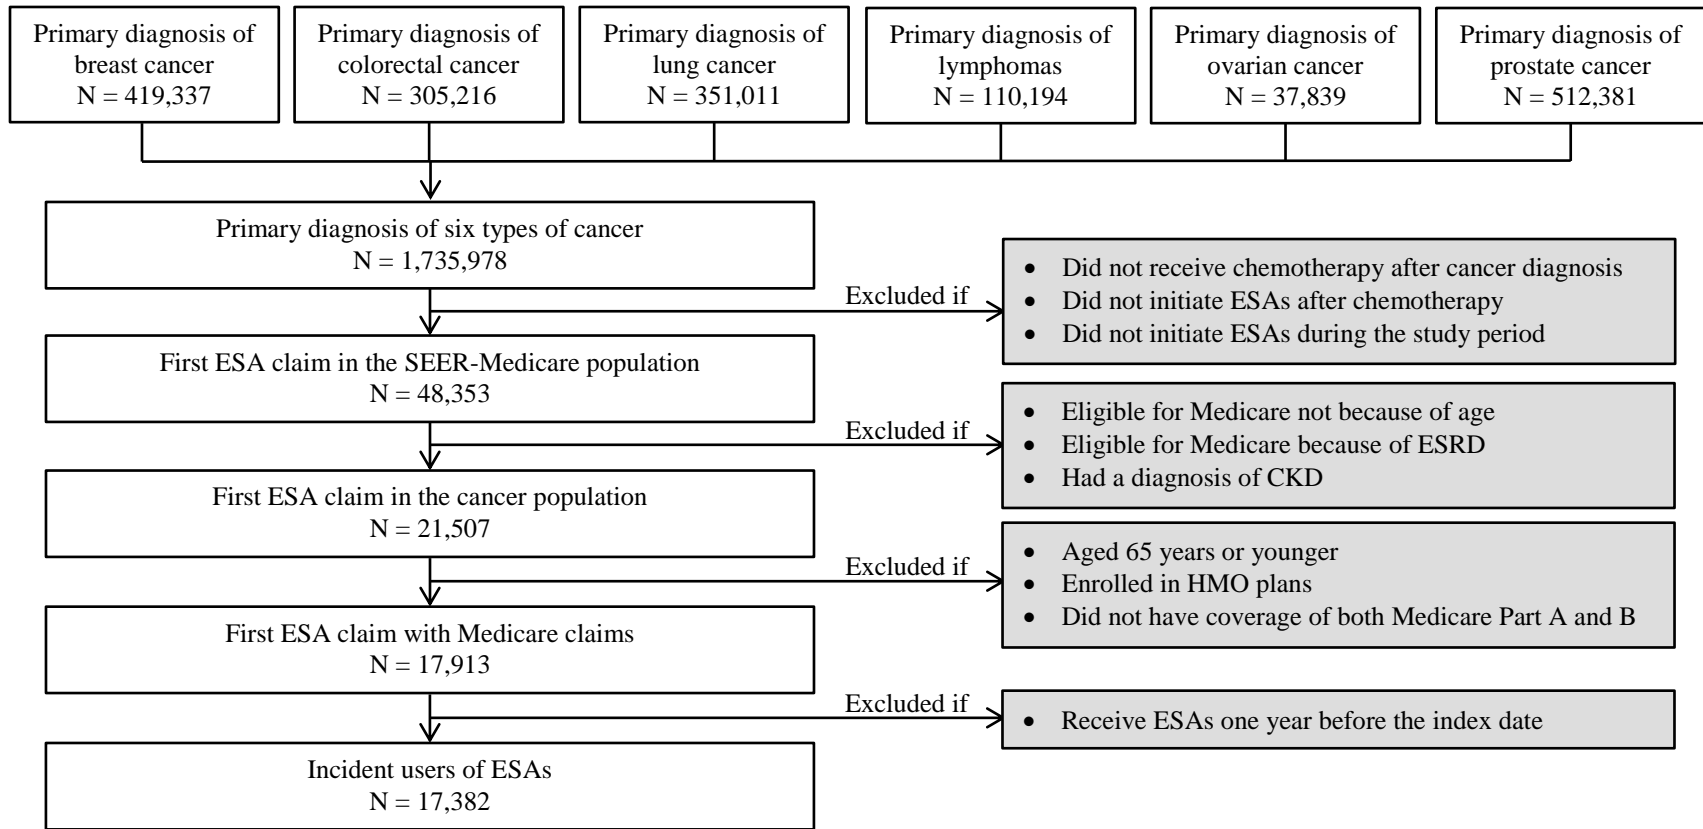 Primary diagnosis of
breast cancer
N = 419,337
Primary diagnosis of
colorectal cancer
N = 305,216
Primary diagnosis of
lung cancer
N = 351,011
Primary diagnosis of
lymphomas
N = 110,194
Primary diagnosis of
ovarian cancer
N = 37,839
Primary diagnosis of
prostate cancer
N = 512,381
Primary diagnosis of six types of cancer
N = 1,735,978
Excluded if
• Did not receive chemotherapy after cancer diagnosis
• Did not initiate ESAs after chemotherapy
• Did not initiate ESAs during the study period
First ESA claim in the SEER-Medicare population
N = 48,353
Excluded if
• Eligible for Medicare not because of age
• Eligible for Medicare because of ESRD
• Had a diagnosis of CKD
First ESA claim in the cancer population
N = 21,507
Excluded if
• Aged 65 years or younger
• Enrolled in HMO plans
• Did not have coverage of both Medicare Part A and B
First ESA claim with Medicare claims
N = 17,913
Excluded if
• Receive ESAs one year before the index date
Incident users of ESAs
N = 17,382